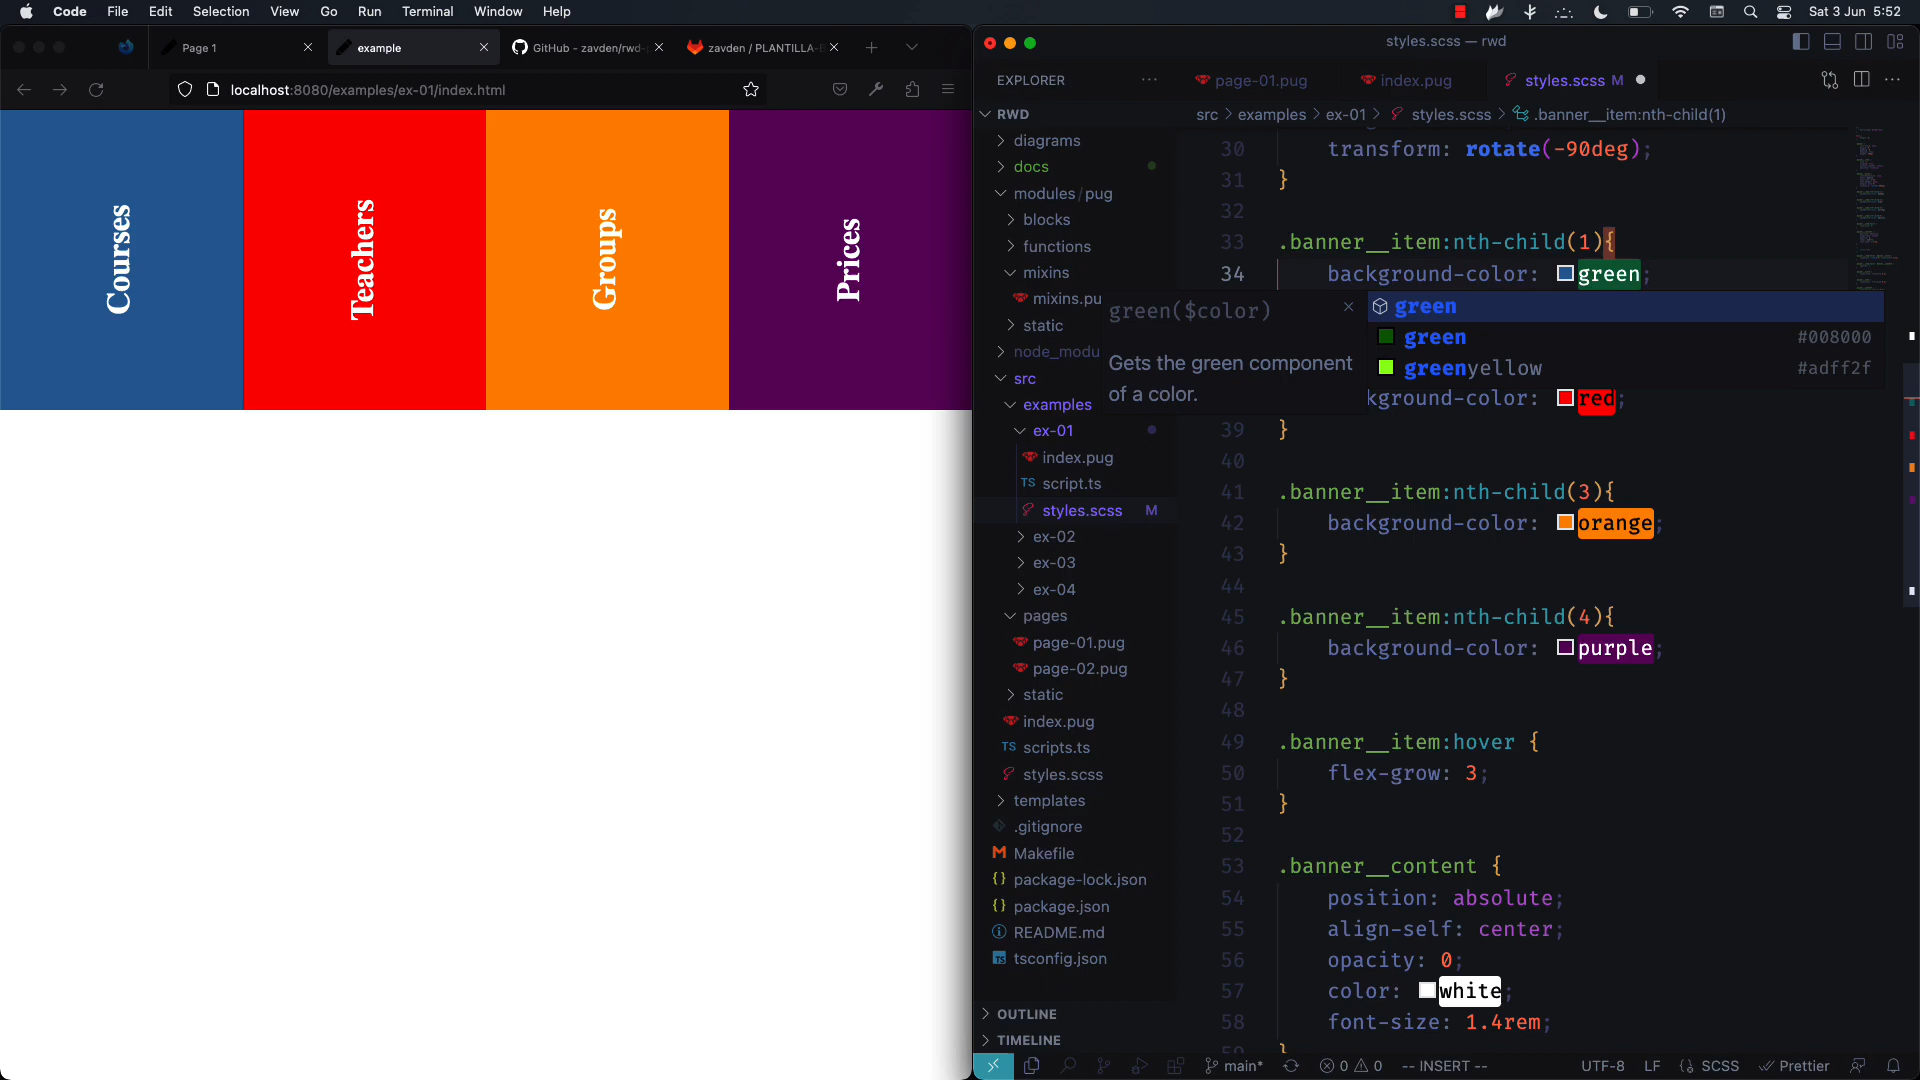 Code File Edit Selection View Go Run Terminal Window Help
Sat 3 Jun 5:52
Page 1
example
GitHub - zavden/rwd-p
zavden / PLANTILLA-E
localhost:8080/examples/ex-01/index.html
Courses
Teachers
Groups
Prices
styles.scss — rwd
EXPLORER
page-01.pug
index.pug
styles.scss M
RWD
src > examples > ex-01 > styles.scss > .banner__item:nth-child(1)
diagrams
docs
modules / pug
blocks
functions
mixins
mixins.pu
static
node_modu
src
examples
ex-01
index.pug
script.ts
styles.scss M
ex-02
ex-03
ex-04
pages
page-01.pug
page-02.pug
static
index.pug
scripts.ts
styles.scss
templates
.gitignore
Makefile
package-lock.json
package.json
README.md
tsconfig.json
OUTLINE
TIMELINE
30 transform: rotate(-90deg);
31 }
32
33 .banner__item:nth-child(1){
34 background-color: green;
green($color)
Gets the green component
of a color.
green
green #008000
greenyellow #adff2f
kground-color: red;
39 }
40
41 .banner__item:nth-child(3){
42 background-color: orange;
43 }
44
45 .banner__item:nth-child(4){
46 background-color: purple;
47 }
48
49 .banner__item:hover {
50 flex-grow: 3;
51 }
52
53 .banner__content {
54 position: absolute;
55 align-self: center;
56 opacity: 0;
57 color: white;
58 font-size: 1.4rem;
59 }
main* 0 0 -- INSERT -- UTF-8 LF {} SCSS Prettier